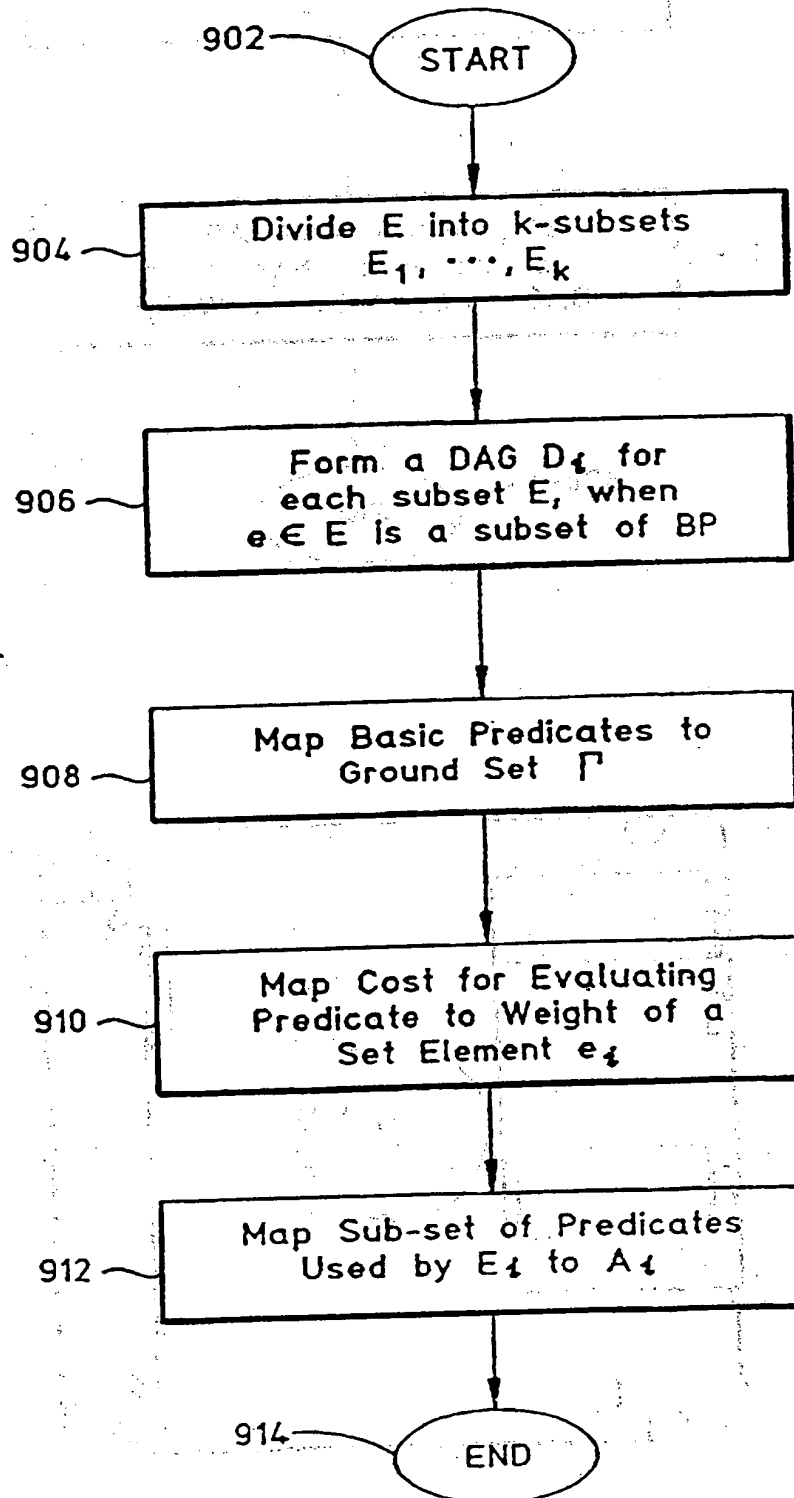 902
START
904
Divide E into k-subsets
E₁, ···, Eₖ
906
Form a DAG Dᵢ for
each subset E, when
e ∈ E is a subset of BP
908
Map Basic Predicates to
Ground Set Γ
910
Map Cost for Evaluating
Predicate to Weight of a
Set Element eᵢ
912
Map Sub-set of Predicates
Used by Eᵢ to Aᵢ
914
END